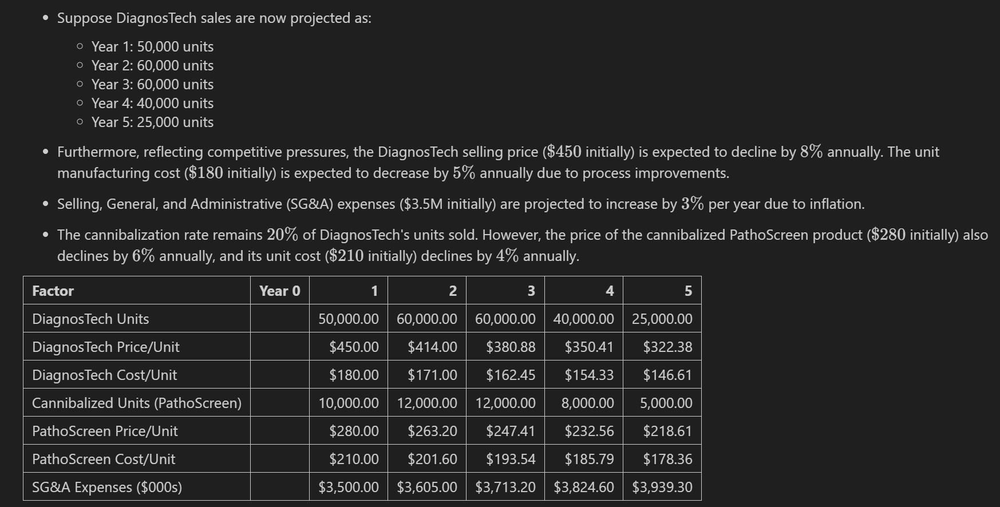 • Suppose DiagnosTech sales are now projected as:
○ Year 1: 50,000 units
○ Year 2: 60,000 units
○ Year 3: 60,000 units
○ Year 4: 40,000 units
○ Year 5: 25,000 units
• Furthermore, reflecting competitive pressures, the DiagnosTech selling price ($450 initially) is expected to decline by 8% annually. The unit
manufacturing cost ($180 initially) is expected to decrease by 5% annually due to process improvements.
• Selling, General, and Administrative (SG&A) expenses ($3.5M initially) are projected to increase by 3% per year due to inflation.
• The cannibalization rate remains 20% of DiagnosTech's units sold. However, the price of the cannibalized PathoScreen product ($280 initially) also
declines by 6% annually, and its unit cost ($210 initially) declines by 4% annually.
Factor Year 0 1 2 3 4 5
DiagnosTech Units 50,000.00 60,000.00 60,000.00 40,000.00 25,000.00
DiagnosTech Price/Unit $450.00 $414.00 $380.88 $350.41 $322.38
DiagnosTech Cost/Unit $180.00 $171.00 $162.45 $154.33 $146.61
Cannibalized Units (PathoScreen) 10,000.00 12,000.00 12,000.00 8,000.00 5,000.00
PathoScreen Price/Unit $280.00 $263.20 $247.41 $232.56 $218.61
PathoScreen Cost/Unit $210.00 $201.60 $193.54 $185.79 $178.36
SG&A Expenses ($000s) $3,500.00 $3,605.00 $3,713.20 $3,824.60 $3,939.30